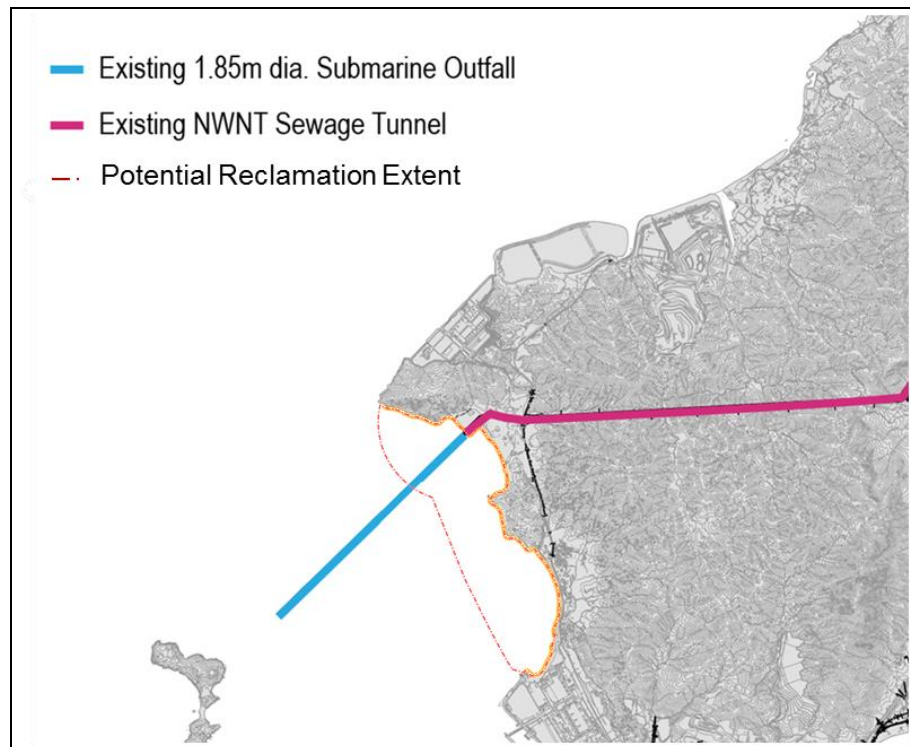 Existing 1.85m dia. Submarine Outfall
Existing NWNT Sewage Tunnel
Potential Reclamation Extent